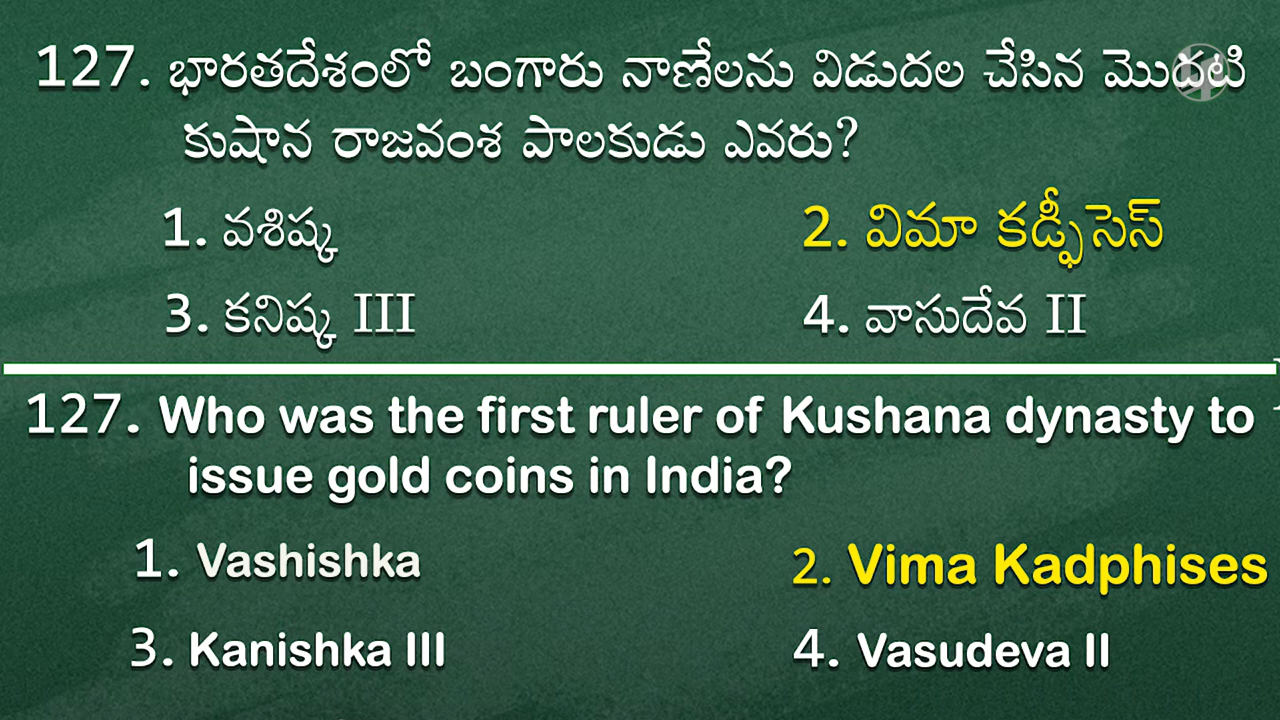 127. భారతదేశంలో బంగారు నాణేలను విడుదల చేసిన మొదటి
కుషాన రాజవంశ పాలకుడు ఎవరు?
1. వశిష్క 2. విమా కడ్ఫీసెస్
3. కనిష్క III 4. వాసుదేవ II
127. Who was the first ruler of Kushana dynasty to
issue gold coins in India?
1. Vashishka 2. Vima Kadphises
3. Kanishka III 4. Vasudeva II